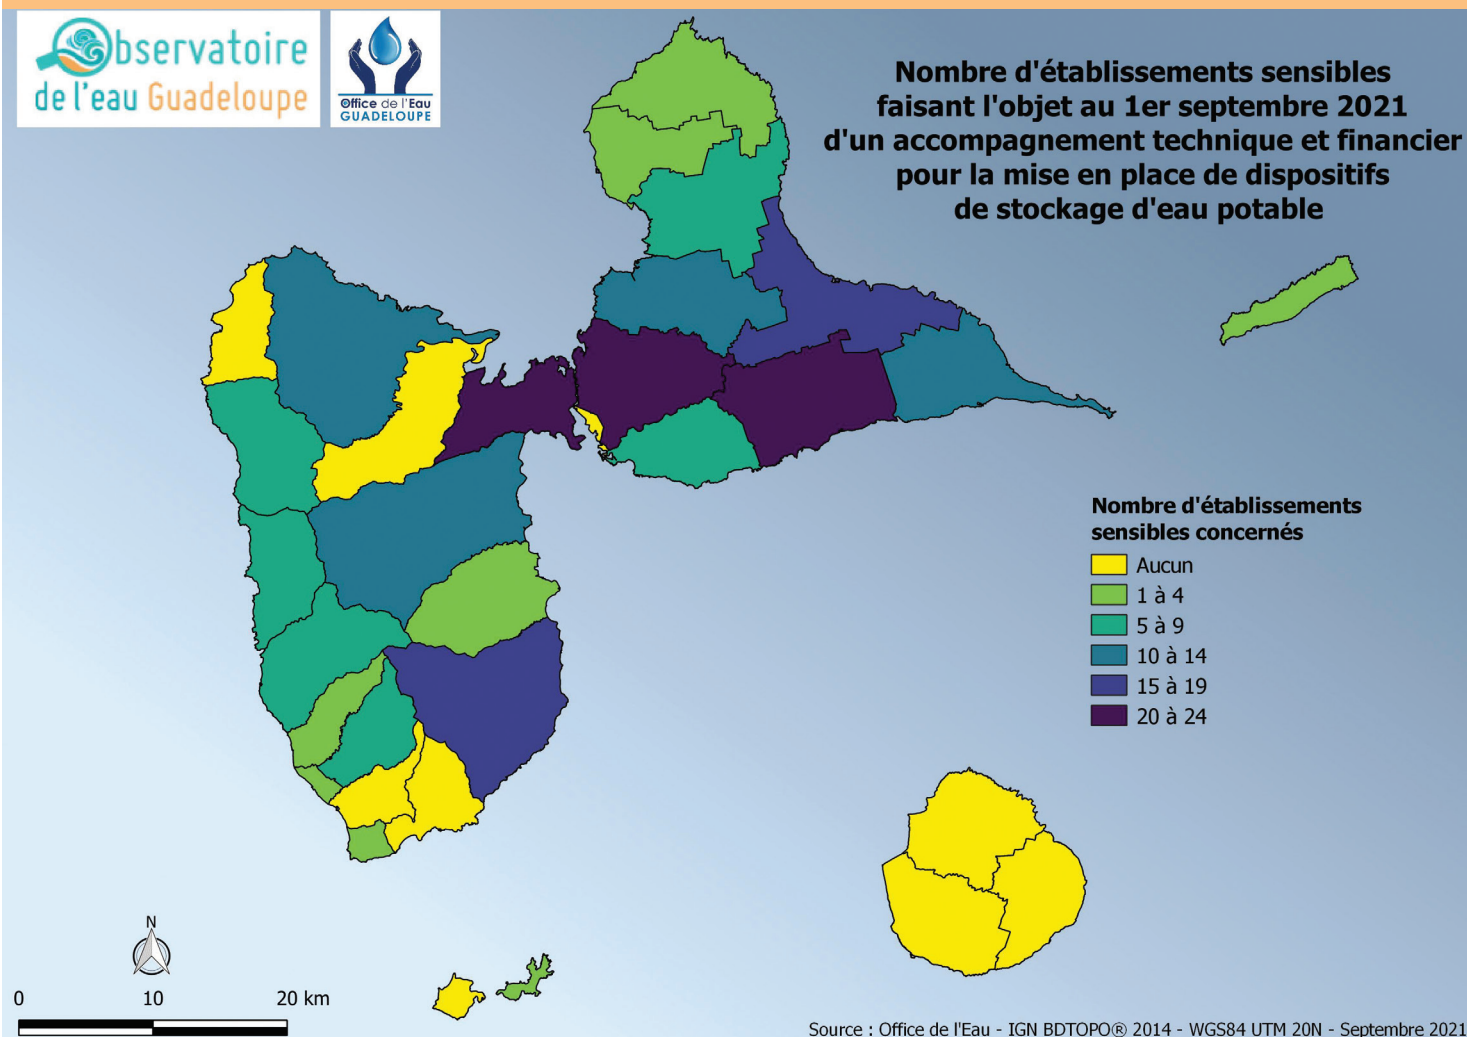 Observatoire
de l'eau Guadeloupe
Office de l'Eau
GUADELOUPE
Nombre d'établissements sensibles
faisant l'objet au 1er septembre 2021
d'un accompagnement technique et financier
pour la mise en place de dispositifs
de stockage d'eau potable
Nombre d'établissements
sensibles concernés
Aucun
1 à 4
5 à 9
10 à 14
15 à 19
20 à 24
N
0 10 20 km
Source : Office de l'Eau - IGN BDTOPO® 2014 - WGS84 UTM 20N - Septembre 2021